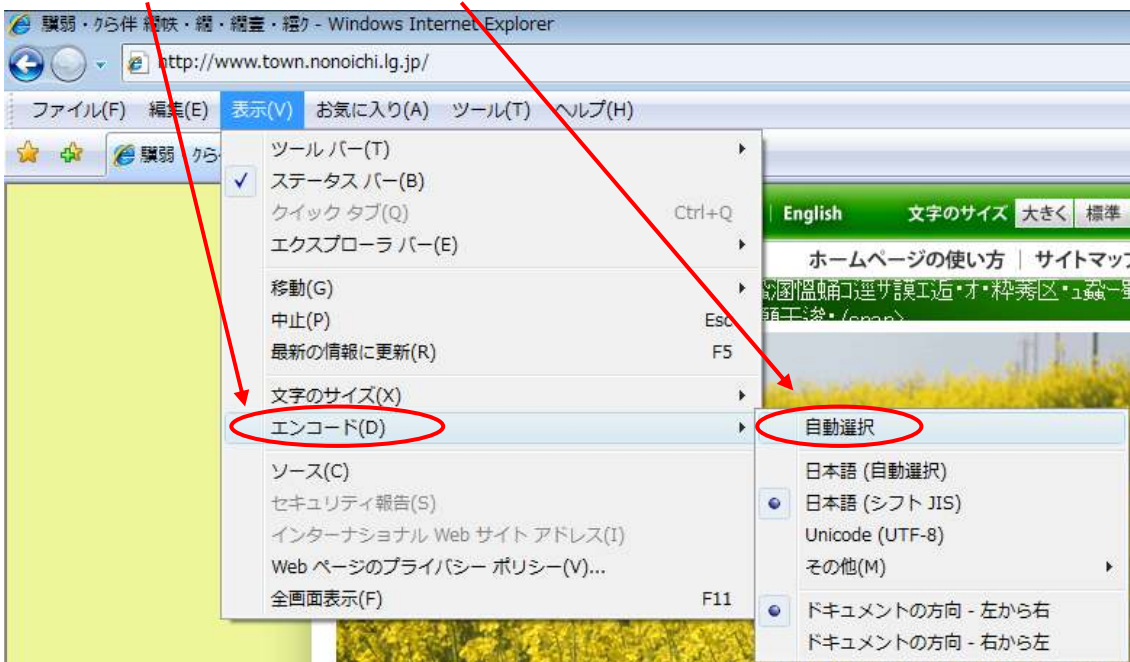 Windows Internet Explorer
http://www.town.nonoichi.lg.jp/
ファイル(F) 編集(E) 表示(V) お気に入り(A) ツール(T) ヘルプ(H)
ツール バー(T)
ステータス バー(B)
クイック タブ(Q) Ctrl+Q
エクスプローラ バー(E)
English 文字のサイズ 大きく 標準
ホームページの使い方 | サイトマップ
移動(G)
中止(P) Esc
最新の情報に更新(R) F5
文字のサイズ(X)
エンコード(D)
ソース(C)
セキュリティ報告(S)
インターナショナル Web サイト アドレス(I)
Web ページのプライバシー ポリシー(V)...
全画面表示(F) F11
自動選択
日本語 (自動選択)
日本語 (シフト JIS)
Unicode (UTF-8)
その他(M)
ドキュメントの方向 - 左から右
ドキュメントの方向 - 右から左